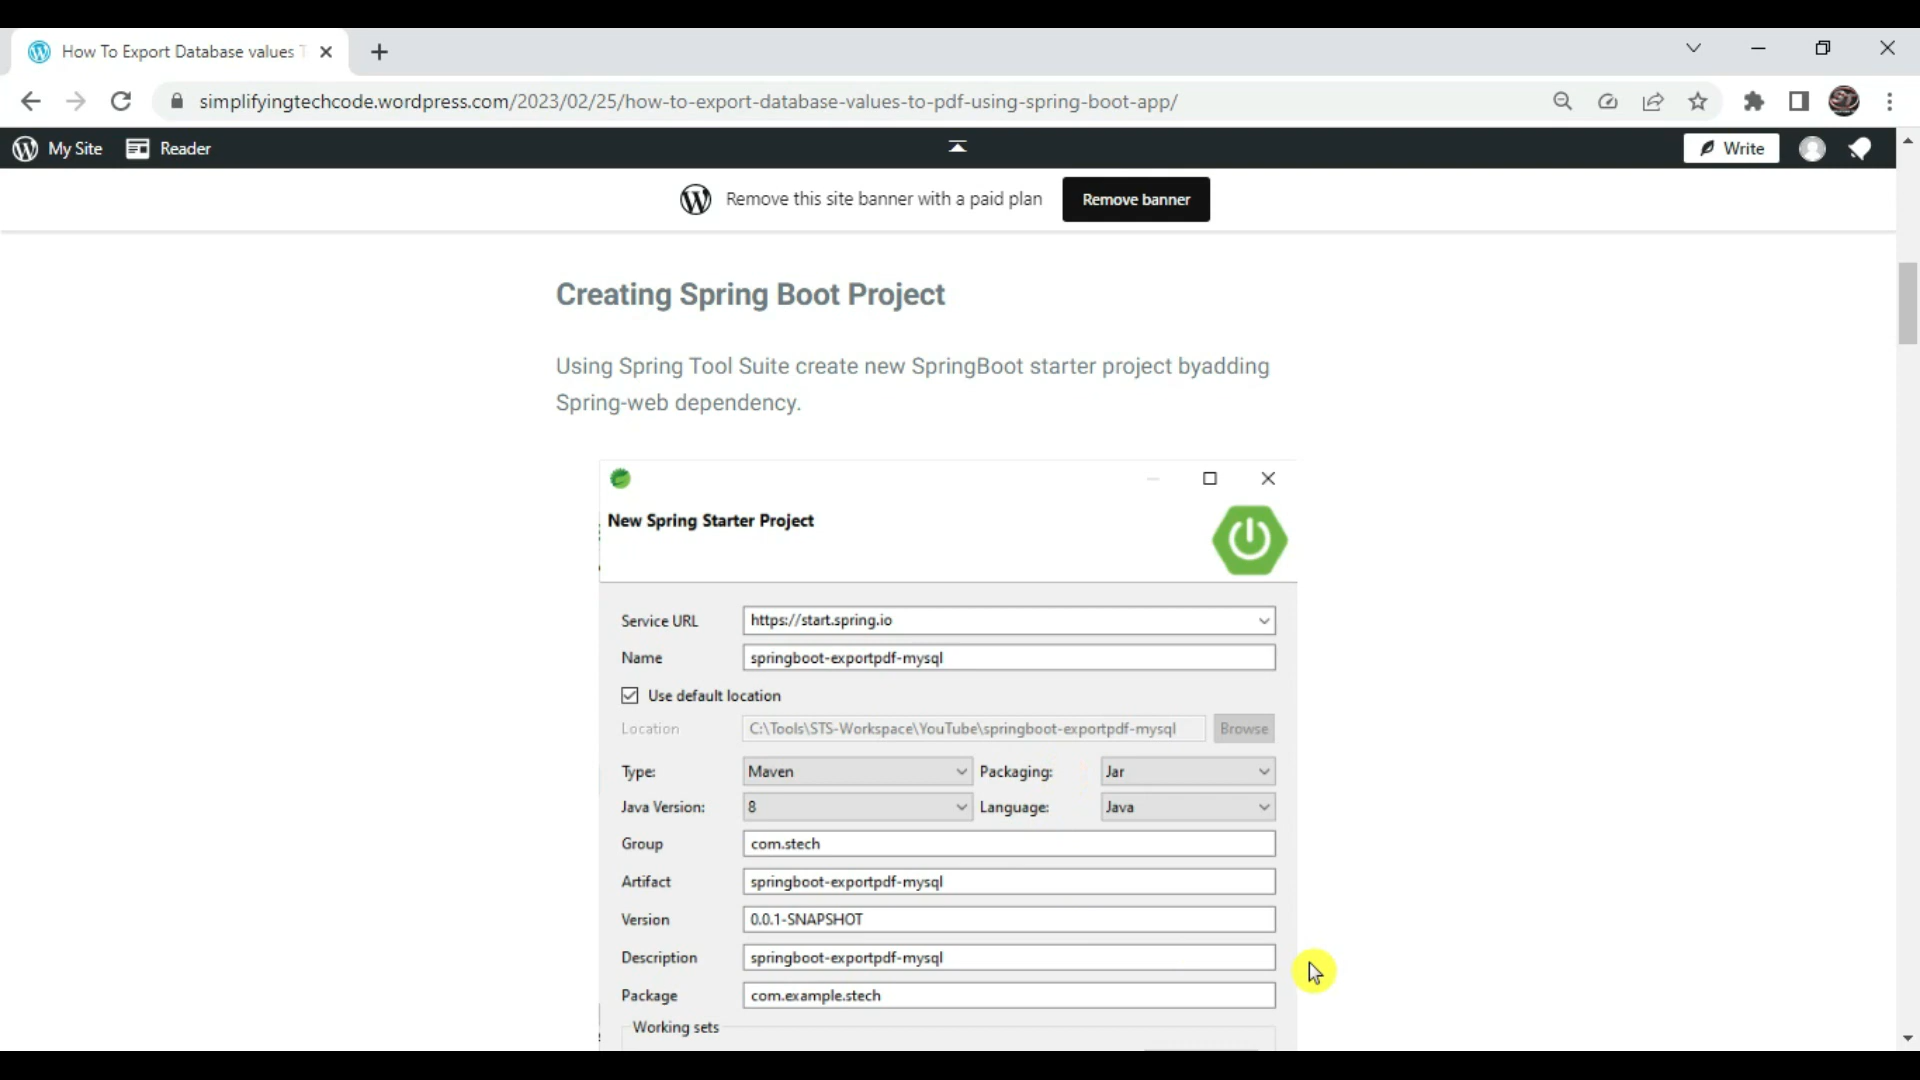 How To Export Database values T
simplifyingtechcode.wordpress.com/2023/02/25/how-to-export-database-values-to-pdf-using-spring-boot-app/
My Site Reader Write
Remove this site banner with a paid plan Remove banner
Creating Spring Boot Project
Using Spring Tool Suite create new SpringBoot starter project byadding
Spring-web dependency.
New Spring Starter Project
Service URL https://start.spring.io
Name springboot-exportpdf-mysql
Use default location
Location C:\Tools\STS-Workspace\YouTube\springboot-exportpdf-mysql Browse
Type: Maven Packaging: Jar
Java Version: 8 Language: Java
Group com.stech
Artifact springboot-exportpdf-mysql
Version 0.0.1-SNAPSHOT
Description springboot-exportpdf-mysql
Package com.example.stech
Working sets